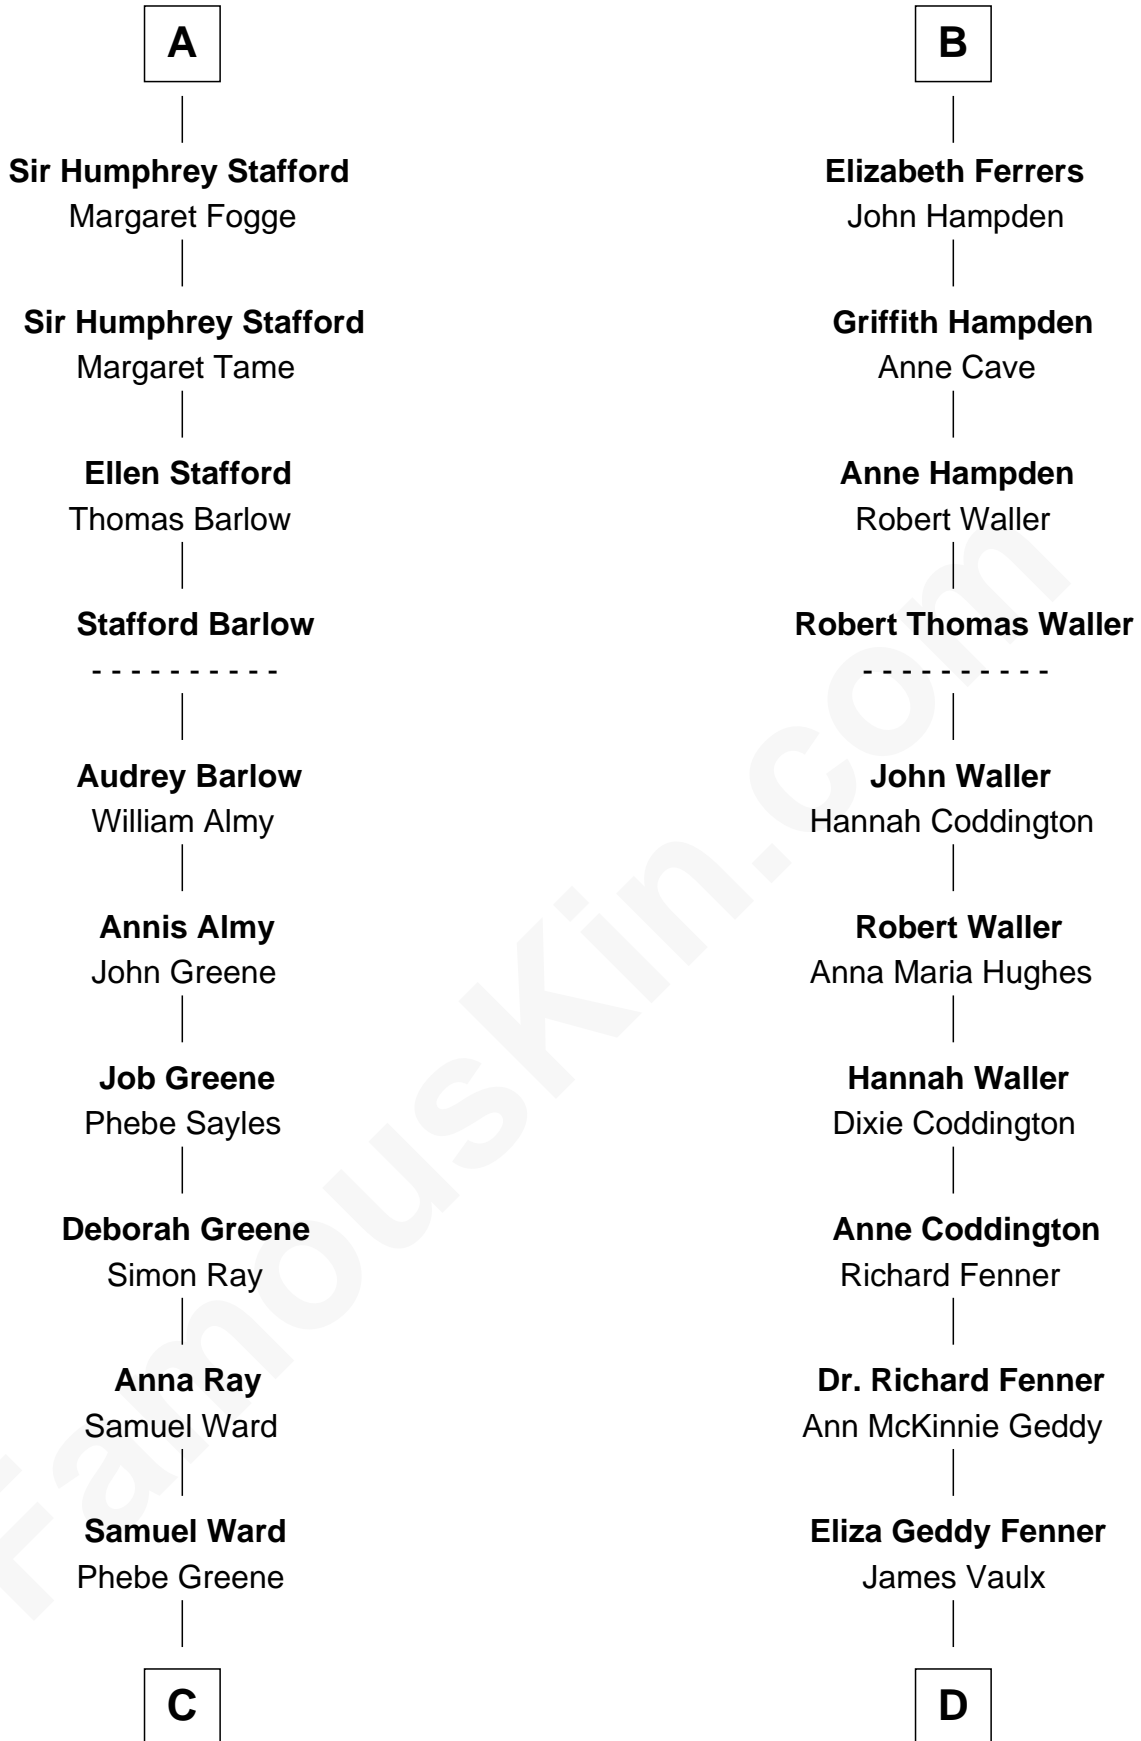 A
Sir Humphrey Stafford
Margaret Fogge
Sir Humphrey Stafford
Margaret Tame
Ellen Stafford
Thomas Barlow
Stafford Barlow
- - - - - - - - - -
Audrey Barlow
William Almy
Annis Almy
John Greene
Job Greene
Phebe Sayles
Deborah Greene
Simon Ray
Anna Ray
Samuel Ward
Samuel Ward
Phebe Greene
C
B
Elizabeth Ferrers
John Hampden
Griffith Hampden
Anne Cave
Anne Hampden
Robert Waller
Robert Thomas Waller
- - - - - - - - - -
John Waller
Hannah Coddington
Robert Waller
Anna Maria Hughes
Hannah Waller
Dixie Coddington
Anne Coddington
Richard Fenner
Dr. Richard Fenner
Ann McKinnie Geddy
Eliza Geddy Fenner
James Vaulx
D
FamousKin.com